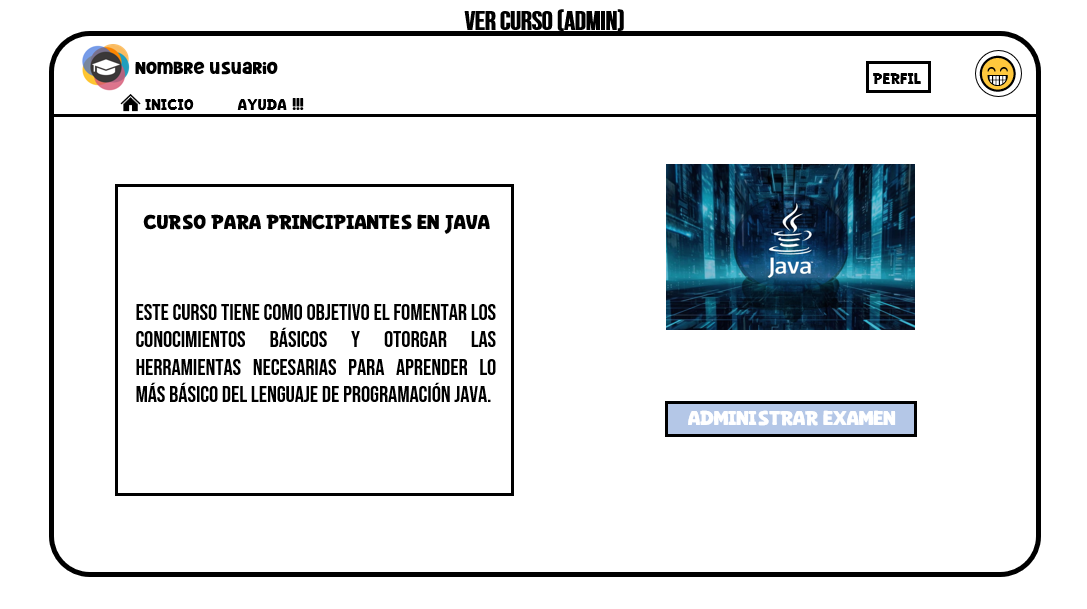 VER CURSO (ADMIN)
Nombre usuario
PERFIL
INICIO AYUDA !!!
CURSO PARA PRINCIPIANTES EN JAVA
ESTE CURSO TIENE COMO OBJETIVO EL FOMENTAR LOS
CONOCIMIENTOS BÁSICOS Y OTORGAR LAS
HERRAMIENTAS NECESARIAS PARA APRENDER LO
MÁS BÁSICO DEL LENGUAJE DE PROGRAMACIÓN JAVA.
Java
ADMINISTRAR EXAMEN